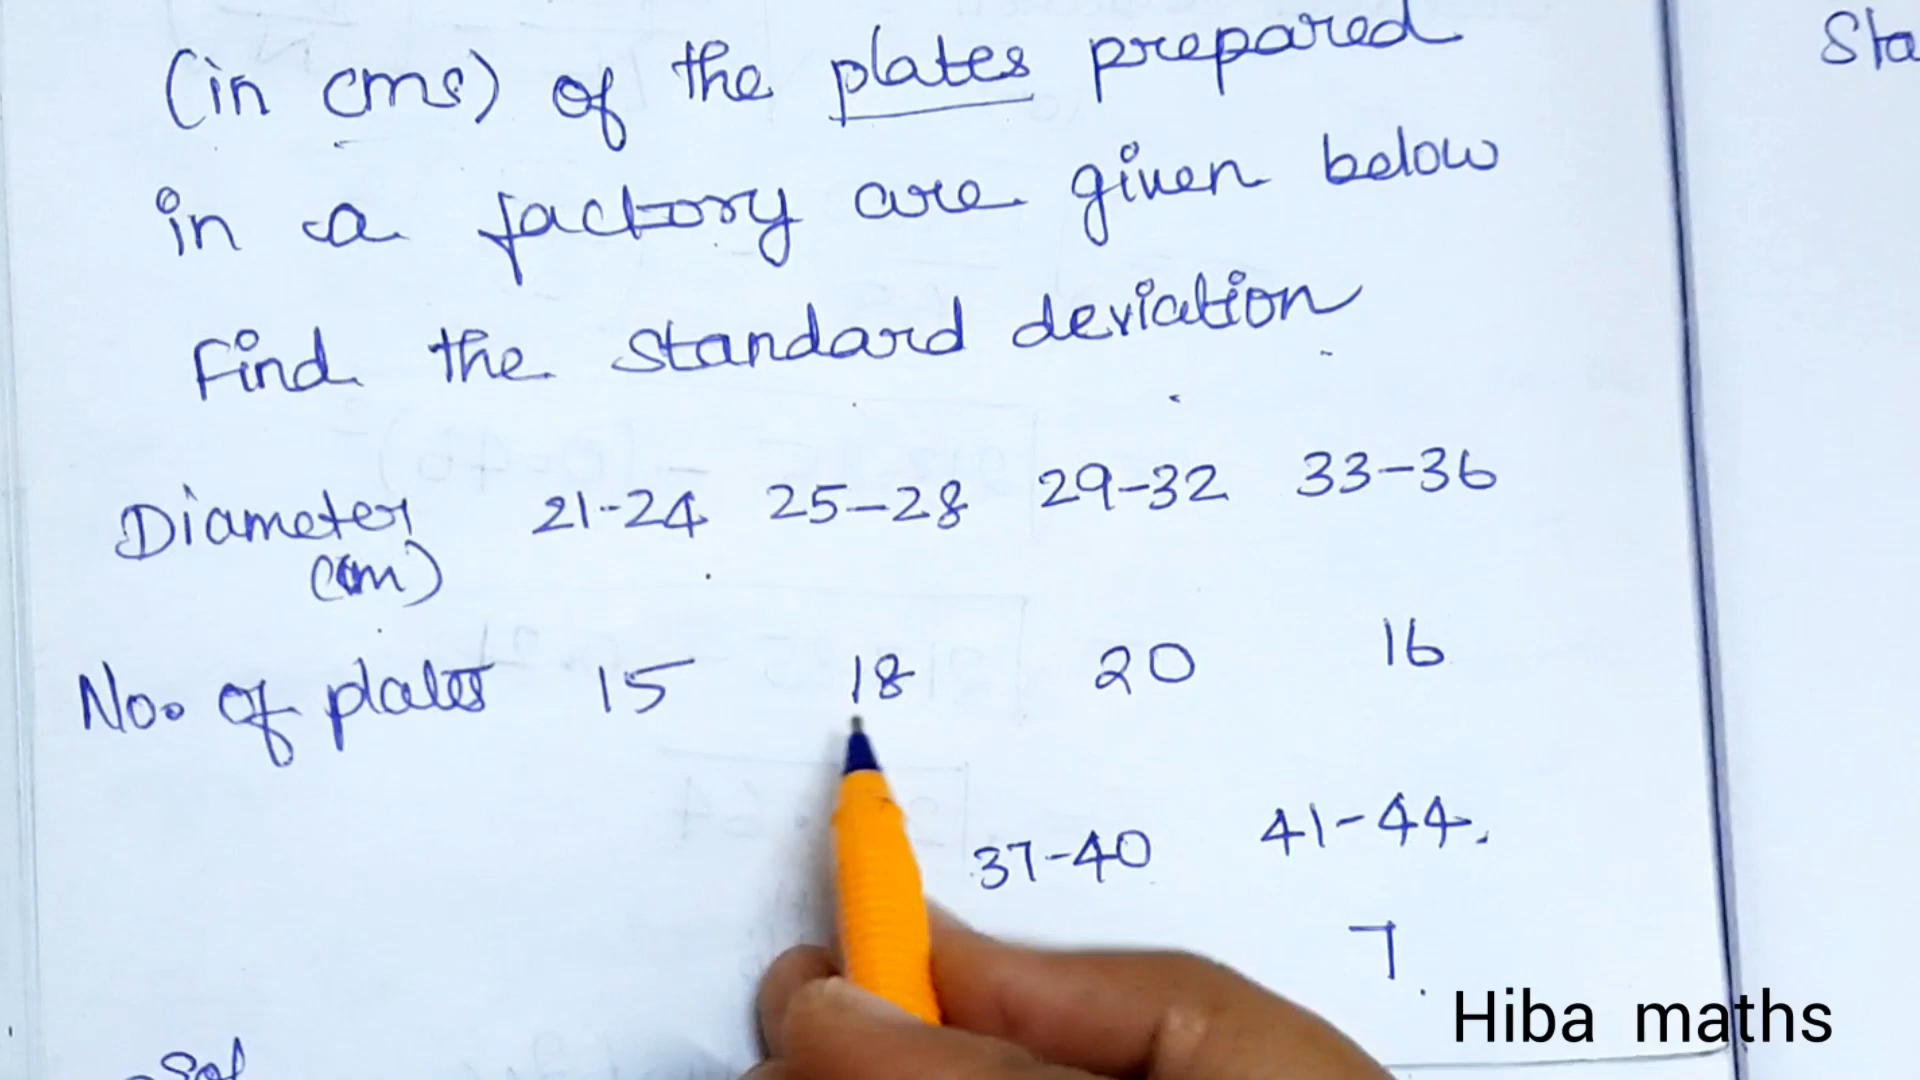 (in cms) of the plates prepared
in a factory are given below
Find the standard deviation
Diameter 21-24 25-28 29-32 33-36
(cm)
No. of plates 15 18 20 16
37-40 41-44.
7
Sol
Sta
Hiba maths